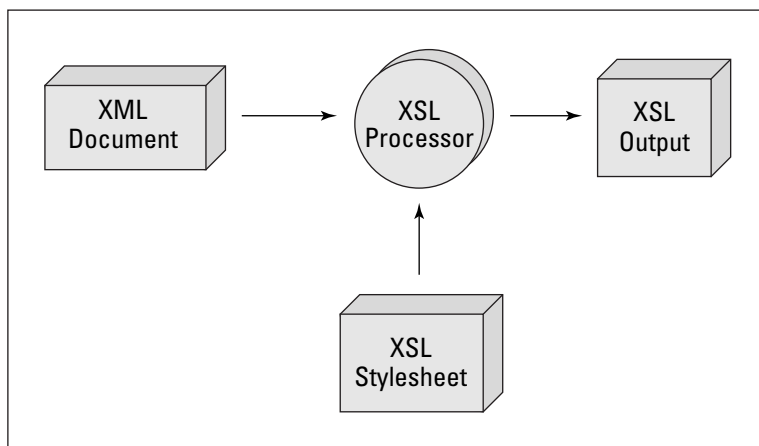 XML
Document
XSL
Processor
XSL
Output
XSL
Stylesheet